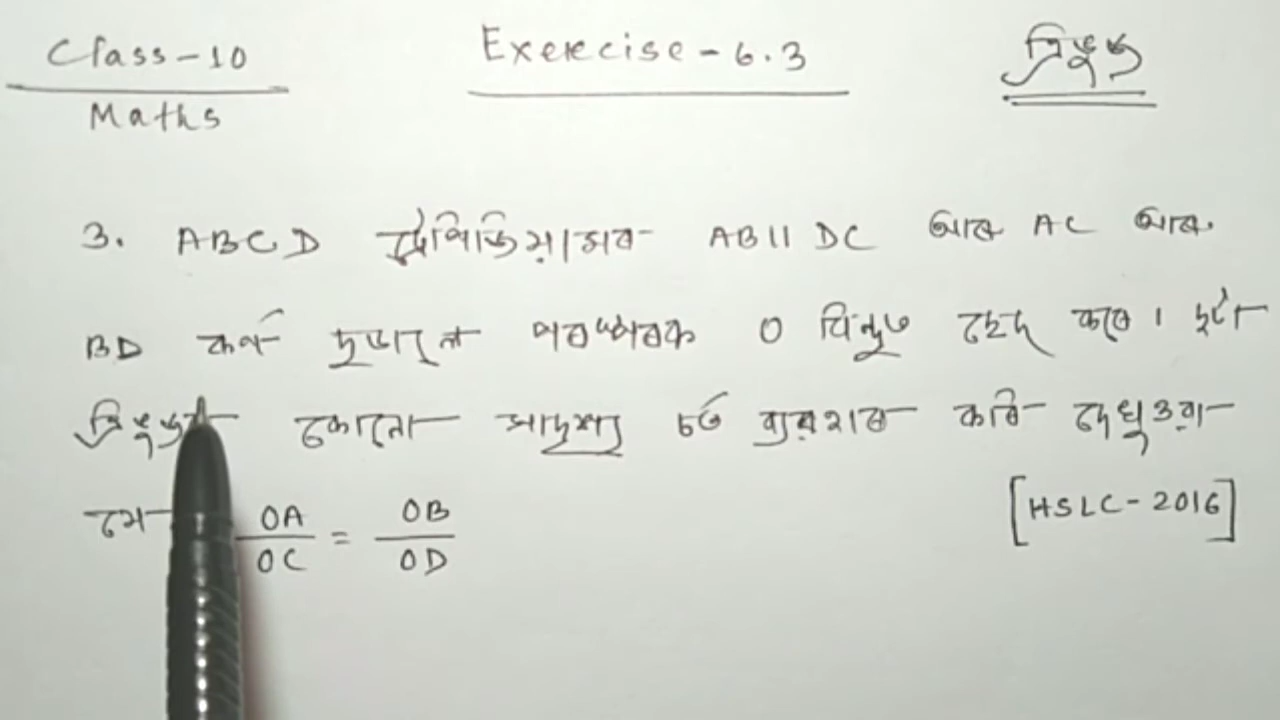 Class-10
Maths
Exercise - 6.3
ত্ৰিভুজ
3. ABCD ট্ৰেপিজিয়ামৰ AB || DC আৰু AC আৰু
BD কৰ্ণ দুডালে পৰস্পৰক O বিন্দুত ছেদ কৰে। দুটা
ত্ৰিভুজৰ কোনো সাদৃশ্য চৰ্ত ব্যৱহাৰ কৰি দেখুওৱা
যে OA/OC = OB/OD
[HSLC-2016]